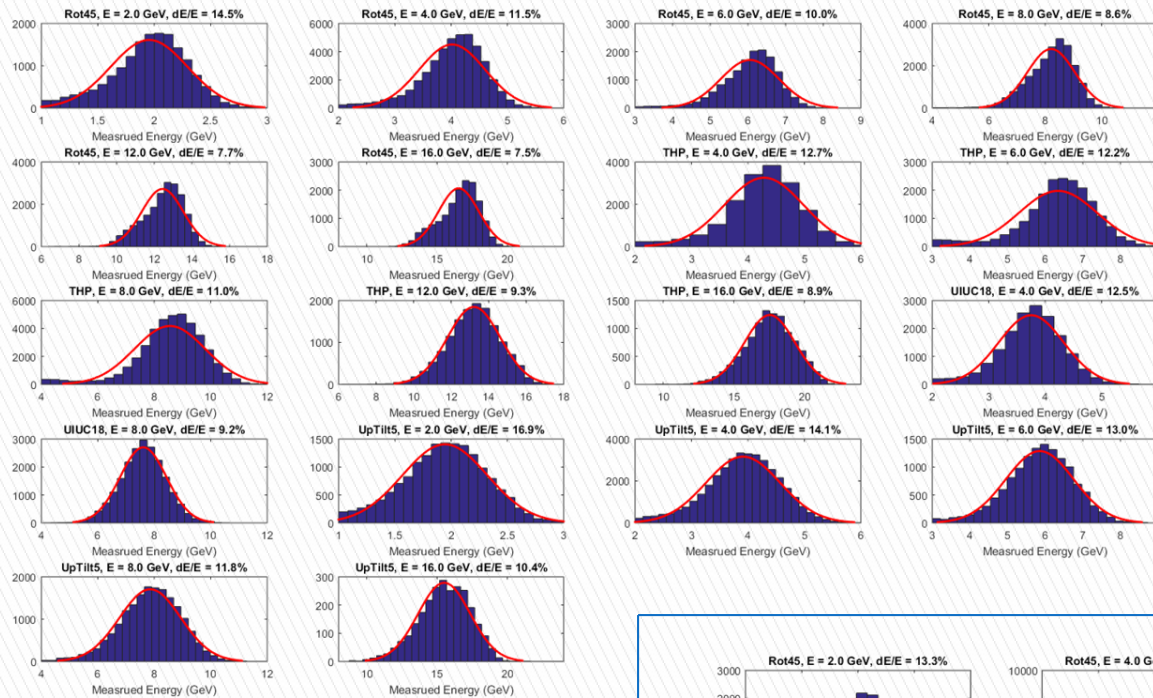 Rot45, E = 2.0 GeV, dE/E = 14.5%
2000
1000
0
1 1.5 2 2.5 3
Measrued Energy (GeV)
Rot45, E = 4.0 GeV, dE/E = 11.5%
6000
4000
2000
0
2 3 4 5 6
Measrued Energy (GeV)
Rot45, E = 6.0 GeV, dE/E = 10.0%
3000
2000
1000
0
3 4 5 6 7 8 9
Measrued Energy (GeV)
Rot45, E = 8.0 GeV, dE/E = 8.6%
4000
2000
0
4 6 8 10
Measrued Energy (GeV)
Rot45, E = 12.0 GeV, dE/E = 7.7%
4000
2000
0
6 8 10 12 14 16 18
Measrued Energy (GeV)
Rot45, E = 16.0 GeV, dE/E = 7.5%
3000
2000
1000
0
10 15 20
Measrued Energy (GeV)
THP, E = 4.0 GeV, dE/E = 12.7%
4000
2000
0
2 3 4 5 6
Measrued Energy (GeV)
THP, E = 6.0 GeV, dE/E = 12.2%
3000
2000
1000
0
3 4 5 6 7 8
Measrued Energy (GeV)
THP, E = 8.0 GeV, dE/E = 11.0%
6000
4000
2000
0
4 6 8 10 12
Measrued Energy (GeV)
THP, E = 12.0 GeV, dE/E = 9.3%
2000
1000
0
6 8 10 12 14 16 18
Measrued Energy (GeV)
THP, E = 16.0 GeV, dE/E = 8.9%
1500
1000
500
0
10 15 20
Measrued Energy (GeV)
UIUC18, E = 4.0 GeV, dE/E = 12.5%
3000
2000
1000
0
2 3 4 5
Measrued Energy (GeV)
UIUC18, E = 8.0 GeV, dE/E = 9.2%
3000
2000
1000
0
4 6 8 10 12
Measrued Energy (GeV)
UpTilt5, E = 2.0 GeV, dE/E = 16.9%
1500
1000
500
0
1 1.5 2 2.5 3
Measrued Energy (GeV)
UpTilt5, E = 4.0 GeV, dE/E = 14.1%
4000
2000
0
2 3 4 5 6
Measrued Energy (GeV)
UpTilt5, E = 6.0 GeV, dE/E = 13.0%
1500
1000
500
0
3 4 5 6 7 8
Measrued Energy (GeV)
UpTilt5, E = 8.0 GeV, dE/E = 11.8%
2000
1000
0
4 6 8 10 12
Measrued Energy (GeV)
UpTilt5, E = 16.0 GeV, dE/E = 10.4%
300
200
100
0
10 15 20
Measrued Energy (GeV)
Rot45, E = 2.0 GeV, dE/E = 13.3%
3000
Rot45, E = 4.0
10000